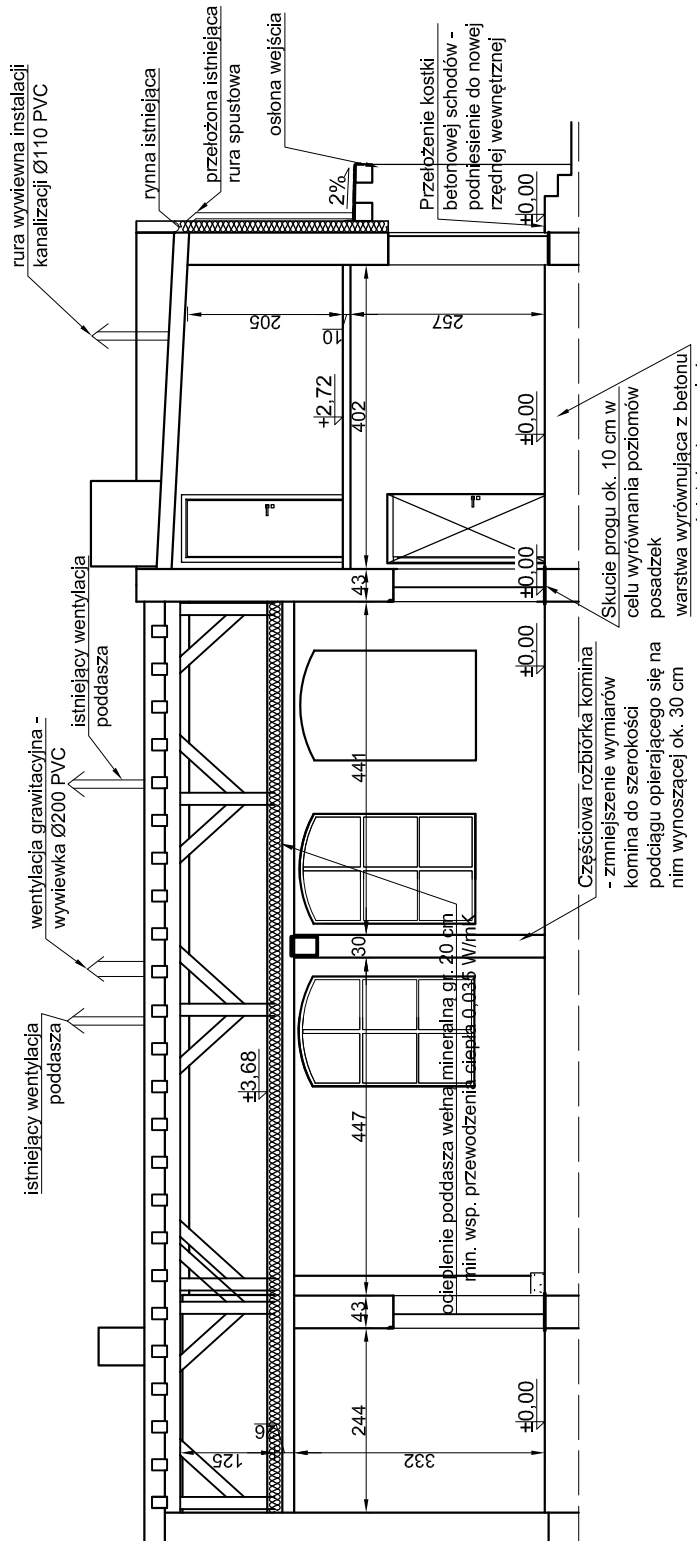 istniejący wentylacja
poddasza
wentylacja grawitacyjna -
wywiewka Ø200 PVC
istniejący wentylacja
poddasza
rura wywiewna instalacji
kanalizacji Ø110 PVC
rynna istniejąca
przełożona istniejąca
rura spustowa
osłona wejścia
2%
Przełożenie kostki
betonowej schodów -
podniesienie do nowej
rzędnej wewnętrznej
±0,00
205
10
+2,72
402
257
±0,00
43
±0,00
±0,00
441
30
447
±3,68
43
244
125
26
332
±0,00
ocieplenie poddasza wełną mineralną gr. 20 cm
min. wsp. przewodzenia ciepła 0,035 W/mK
Częściowa rozbiórka komina
- zmniejszenie wymiarów
komina do szerokości
podciągu opierającego się na
nim wynoszącej ok. 30 cm
Skucie progu ok. 10 cm w
celu wyrównania poziomów
posadzek
warstwa wyrównująca z betonu